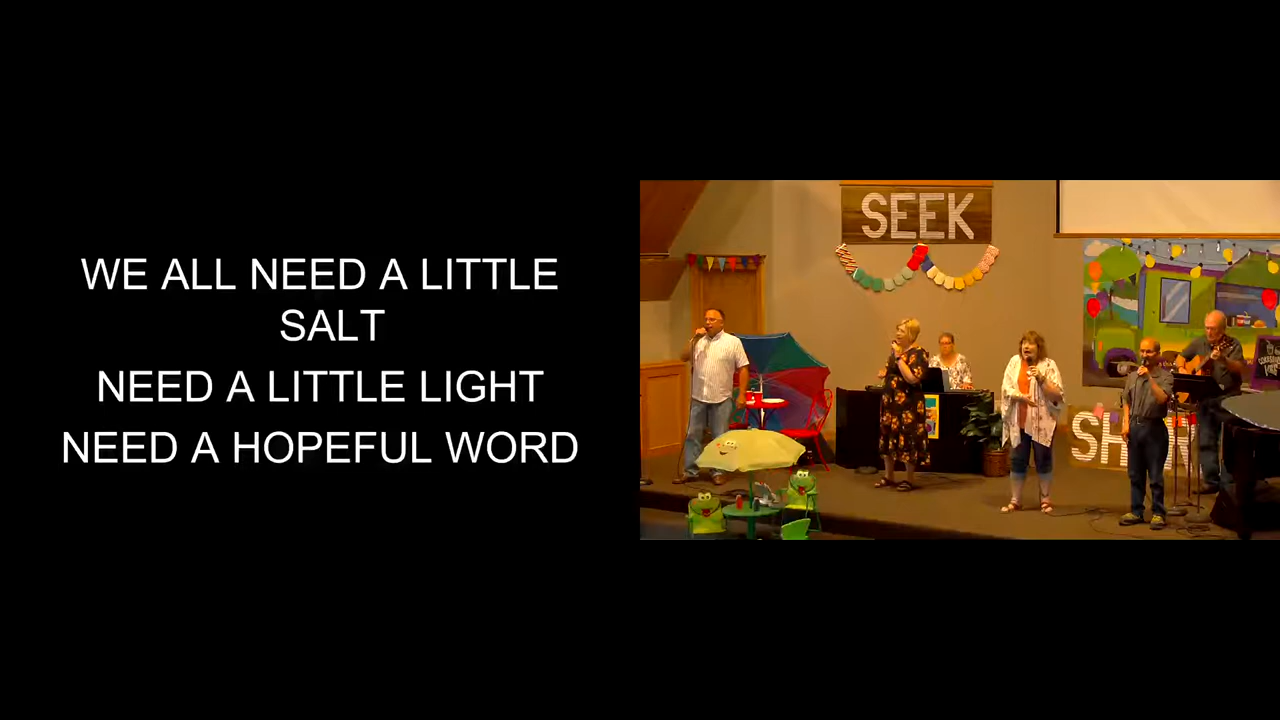 WE ALL NEED A LITTLE
SALT
NEED A LITTLE LIGHT
NEED A HOPEFUL WORD
SEEK